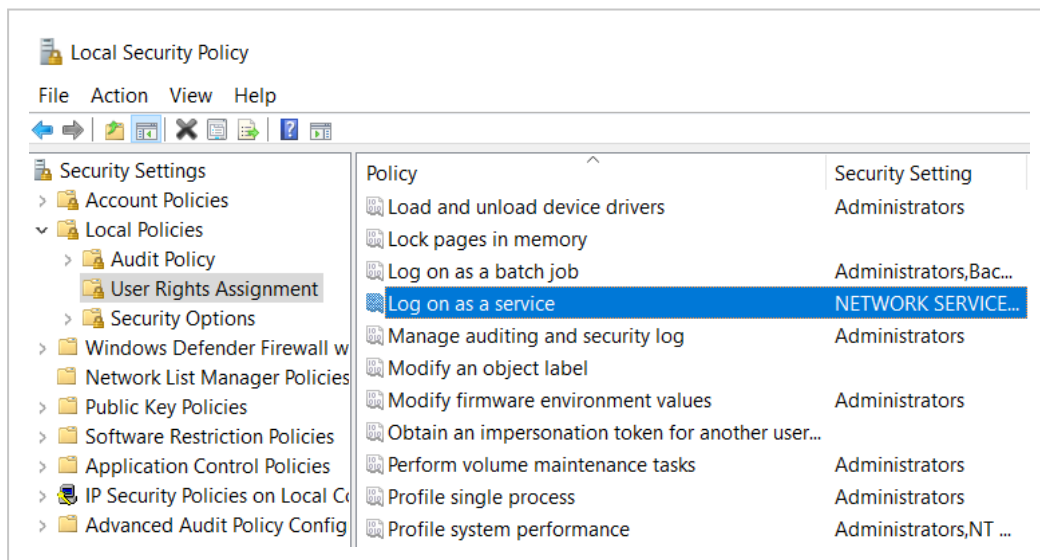 Local Security Policy
File Action View Help
Security Settings
Account Policies
Local Policies
Audit Policy
User Rights Assignment
Security Options
Windows Defender Firewall w
Network List Manager Policies
Public Key Policies
Software Restriction Policies
Application Control Policies
IP Security Policies on Local Co
Advanced Audit Policy Config
Policy Security Setting
Load and unload device drivers Administrators
Lock pages in memory
Log on as a batch job Administrators,Bac...
Log on as a service NETWORK SERVICE...
Manage auditing and security log Administrators
Modify an object label
Modify firmware environment values Administrators
Obtain an impersonation token for another user...
Perform volume maintenance tasks Administrators
Profile single process Administrators
Profile system performance Administrators,NT ...